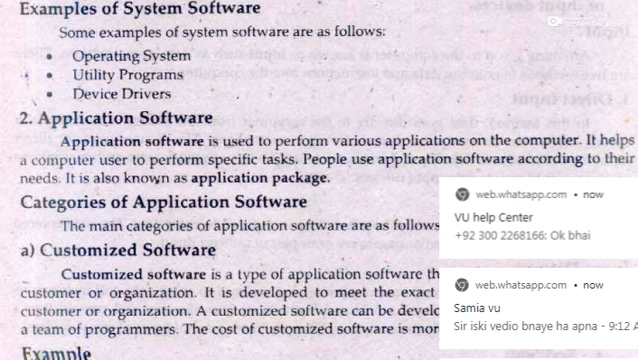 Examples of System Software
Some examples of system software are as follows:
• Operating System
• Utility Programs
• Device Drivers
2. Application Software
Application software is used to perform various applications on the computer. It helps
a computer user to perform specific tasks. People use application software according to their
needs. It is also known as application package.
Categories of Application Software
The main categories of application software are as follows
a) Customized Software
Customized software is a type of application software th
customer or organization. It is developed to meet the exact
customer or organization. A customized software can be develo
a team of programmers. The cost of customized software is mor
Example
web.whatsapp.com • now
VU help Center
+92 300 2268166: Ok bhai
web.whatsapp.com • now
Samia vu
Sir iski vedio bnaye ha apna - 9:12 A